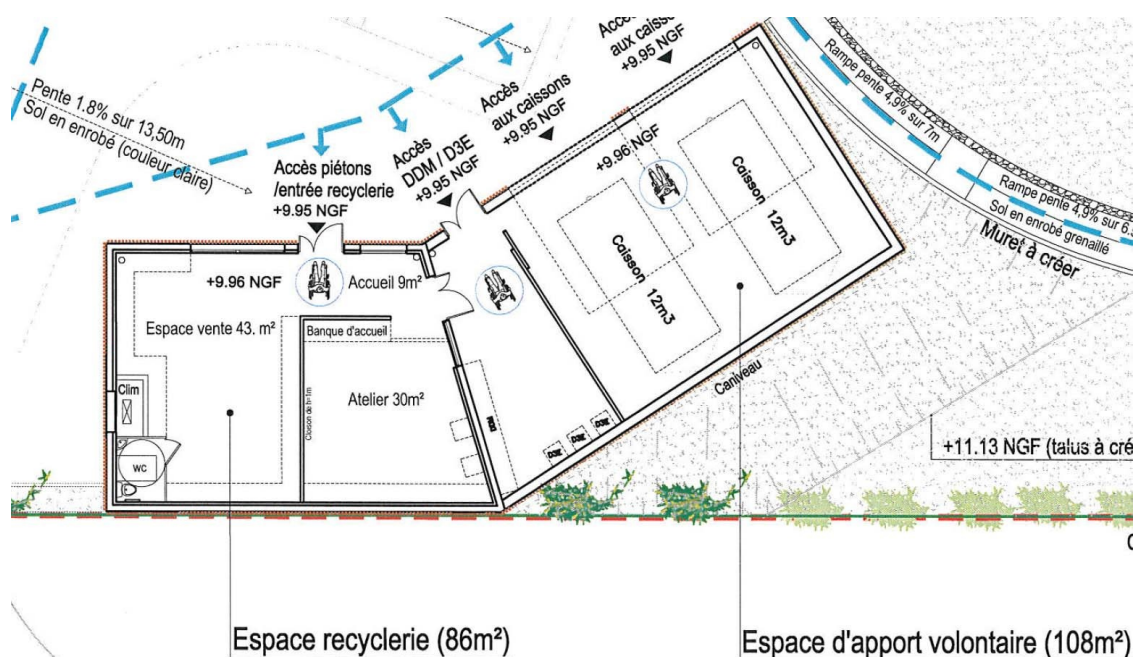 Pente 1.8% sur 13,50m
Sol en enrobé (couleur claire)
Accès piétons
/entrée recyclerie
+9.95 NGF
Accès
DDM / D3E
+9.95 NGF
Accès
aux caissons
+9.95 NGF
aux caissons
+9.95 NGF
Rampe pente 4,9% sur 7m
Rampe pente 4,9% sur
Sol en enrobé grenaillé
Muret à créer
+9.96 NGF
Caisson 12m3
Caisson 12m3
+9.96 NGF
Accueil 9m²
Espace vente 43. m²
Banque d'accueil
Clim
Atelier 30m²
WC
D3E
D3E
D3E
Caniveau
+11.13 NGF (talus à cré
Espace recyclerie (86m²)
Espace d'apport volontaire (108m²)